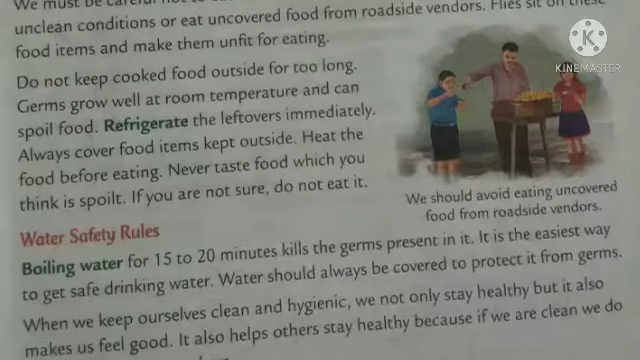 We must be careful not to eat
unclean conditions or eat uncovered food from roadside vendors. Flies sit on these
food items and make them unfit for eating.
Do not keep cooked food outside for too long.
Germs grow well at room temperature and can
spoil food. Refrigerate the leftovers immediately.
Always cover food items kept outside. Heat the
food before eating. Never taste food which you
think is spoilt. If you are not sure, do not eat it.
KINEMASTER
We should avoid eating uncovered
food from roadside vendors.
Water Safety Rules
Boiling water for 15 to 20 minutes kills the germs present in it. It is the easiest way
to get safe drinking water. Water should always be covered to protect it from germs.
When we keep ourselves clean and hygienic, we not only stay healthy but it also
makes us feel good. It also helps others stay healthy because if we are clean we do